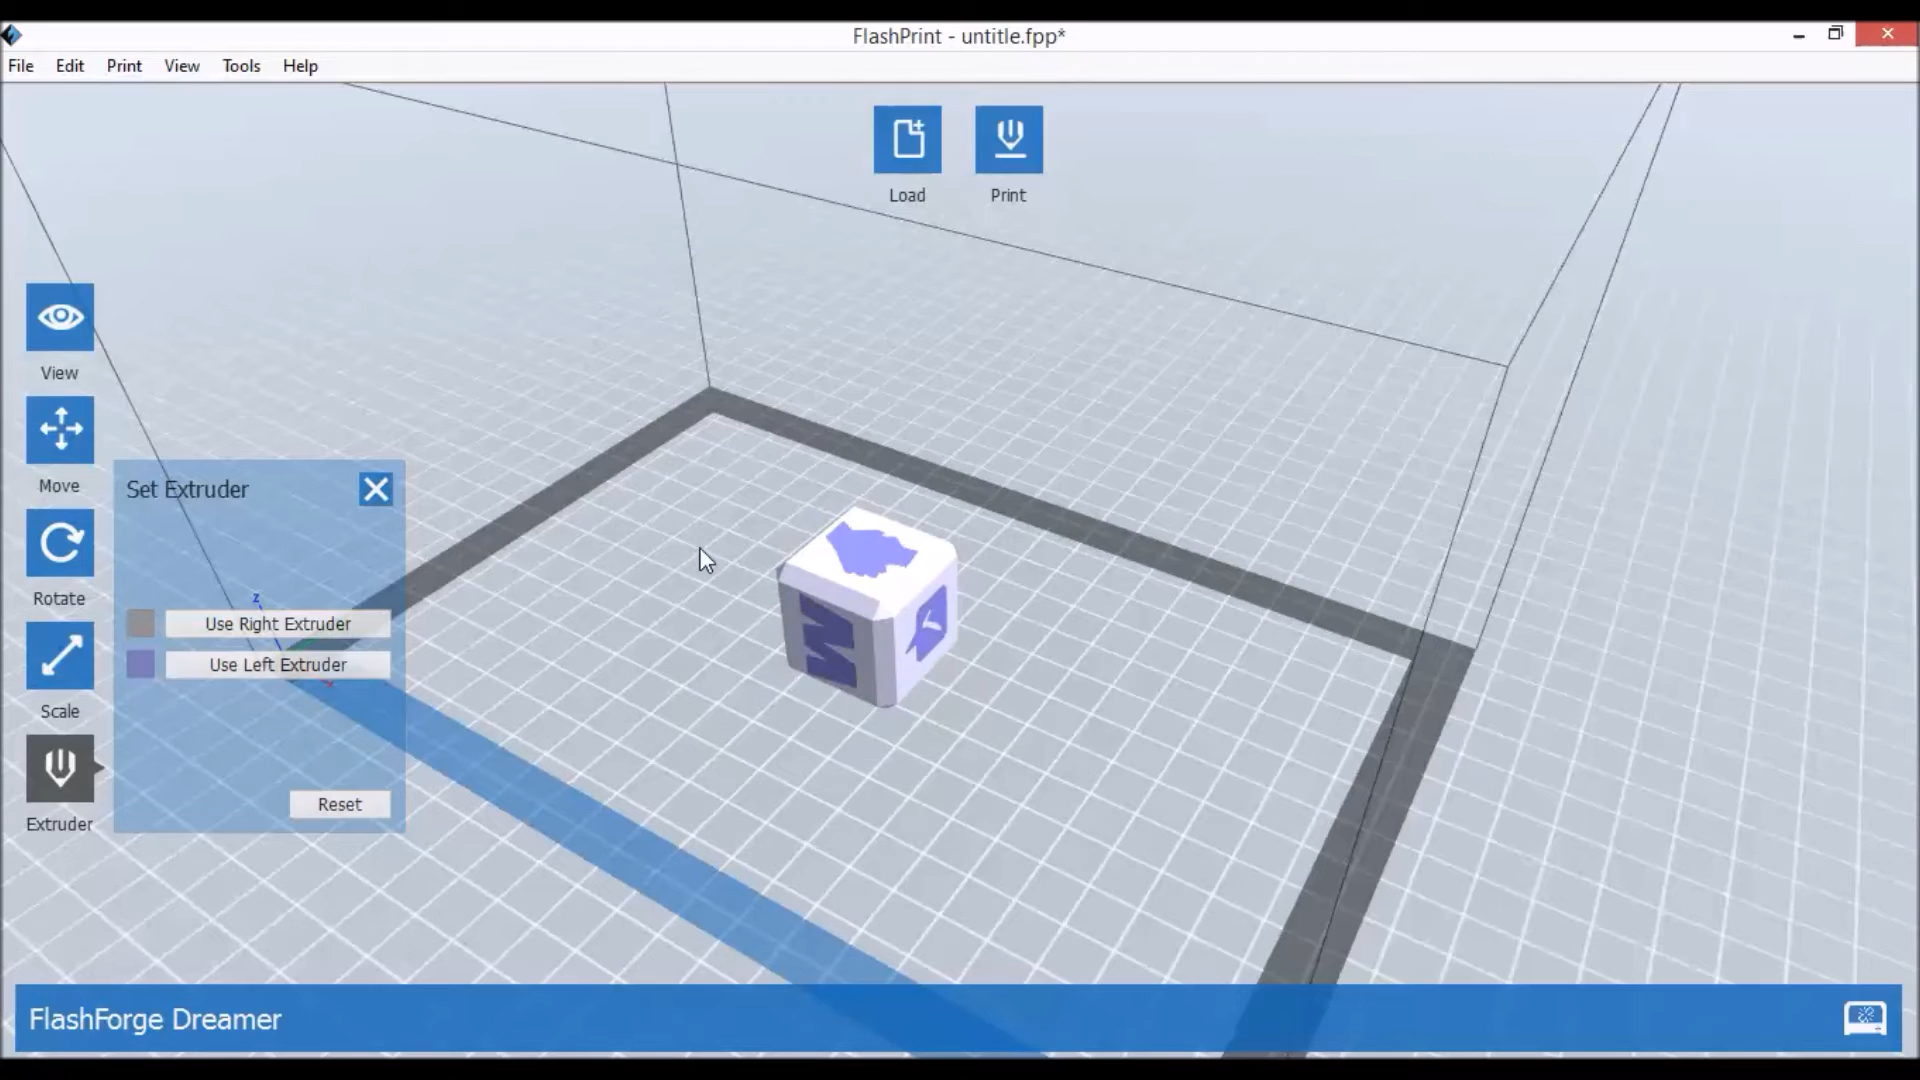 FlashPrint - untitle.fpp*
File Edit Print View Tools Help
Load Print
View
Move
Set Extruder
Rotate
z
Use Right Extruder
Use Left Extruder
Scale
Reset
Extruder
FlashForge Dreamer